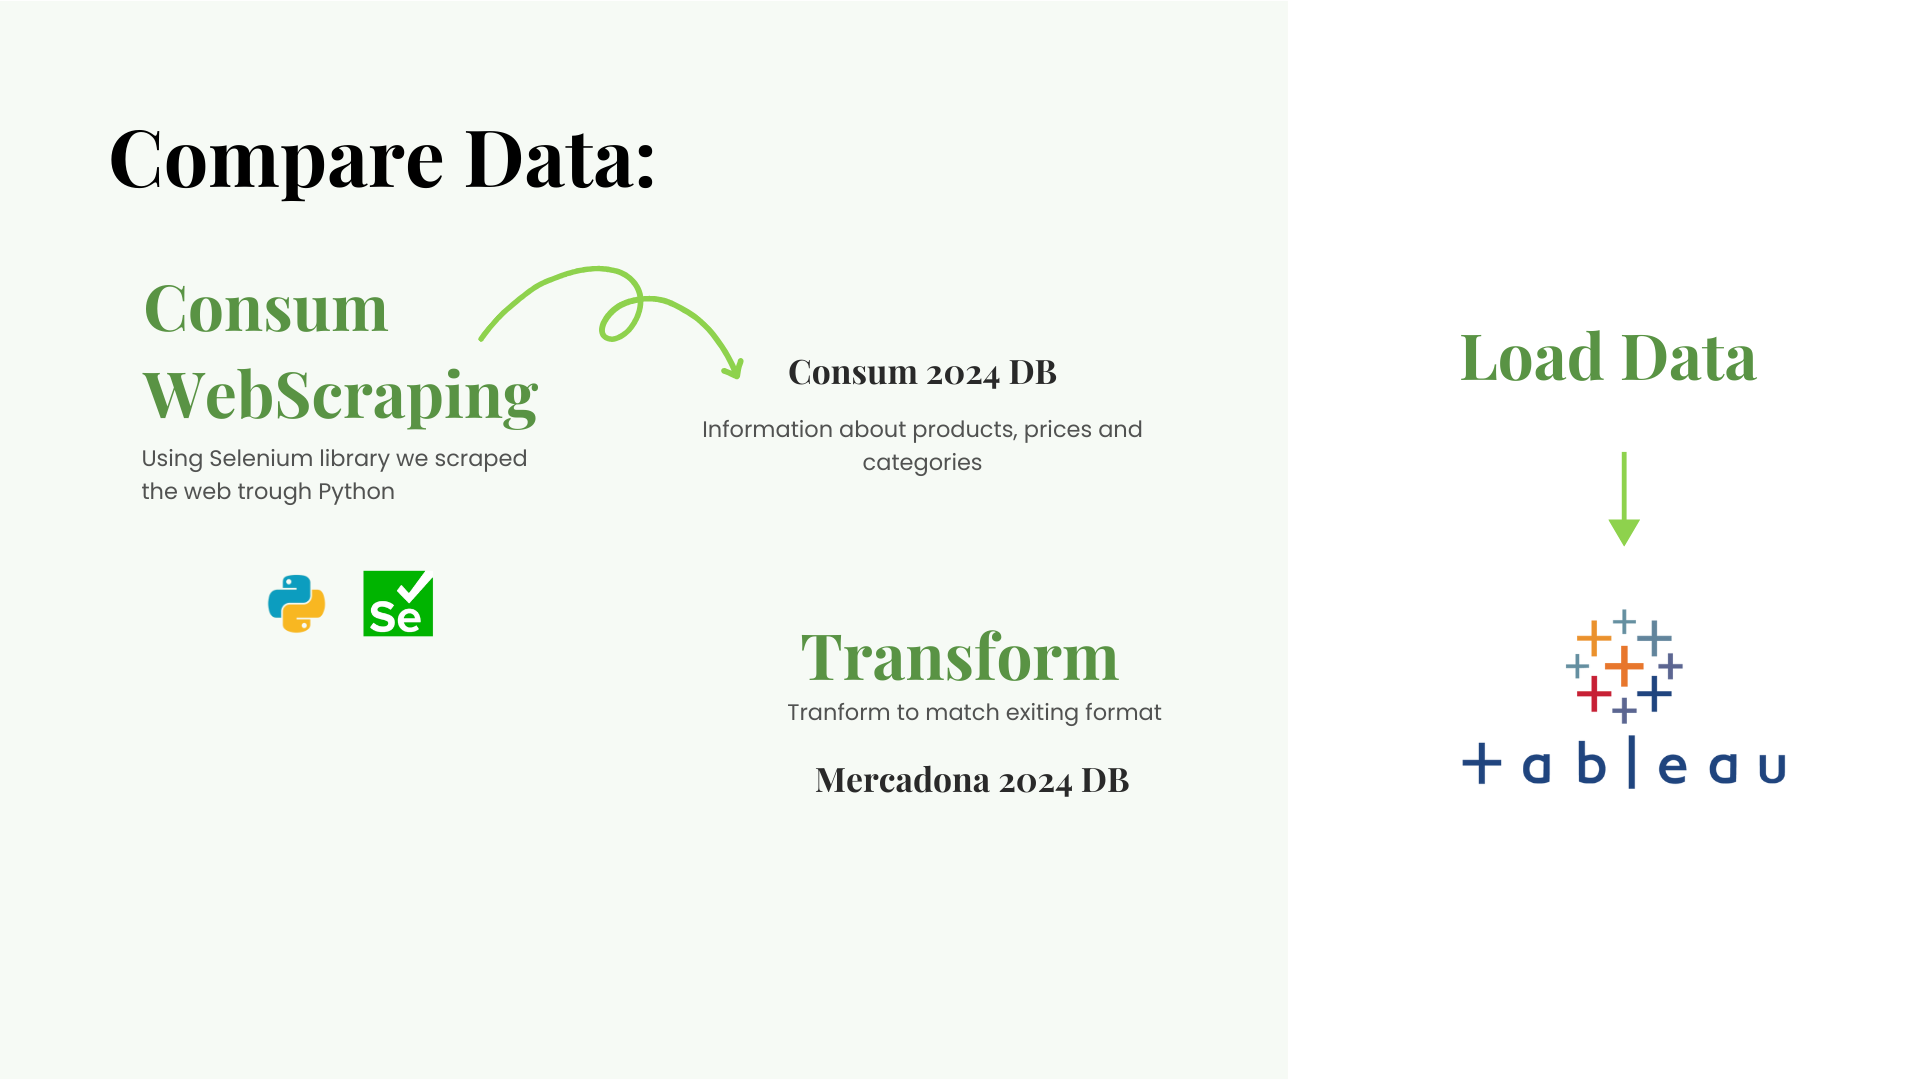 Compare Data:
Consum
WebScraping
Using Selenium library we scraped
the web trough Python
Se
Consum 2024 DB
Information about products, prices and
categories
Transform
Tranform to match exiting format
Mercadona 2024 DB
Load Data
tableau